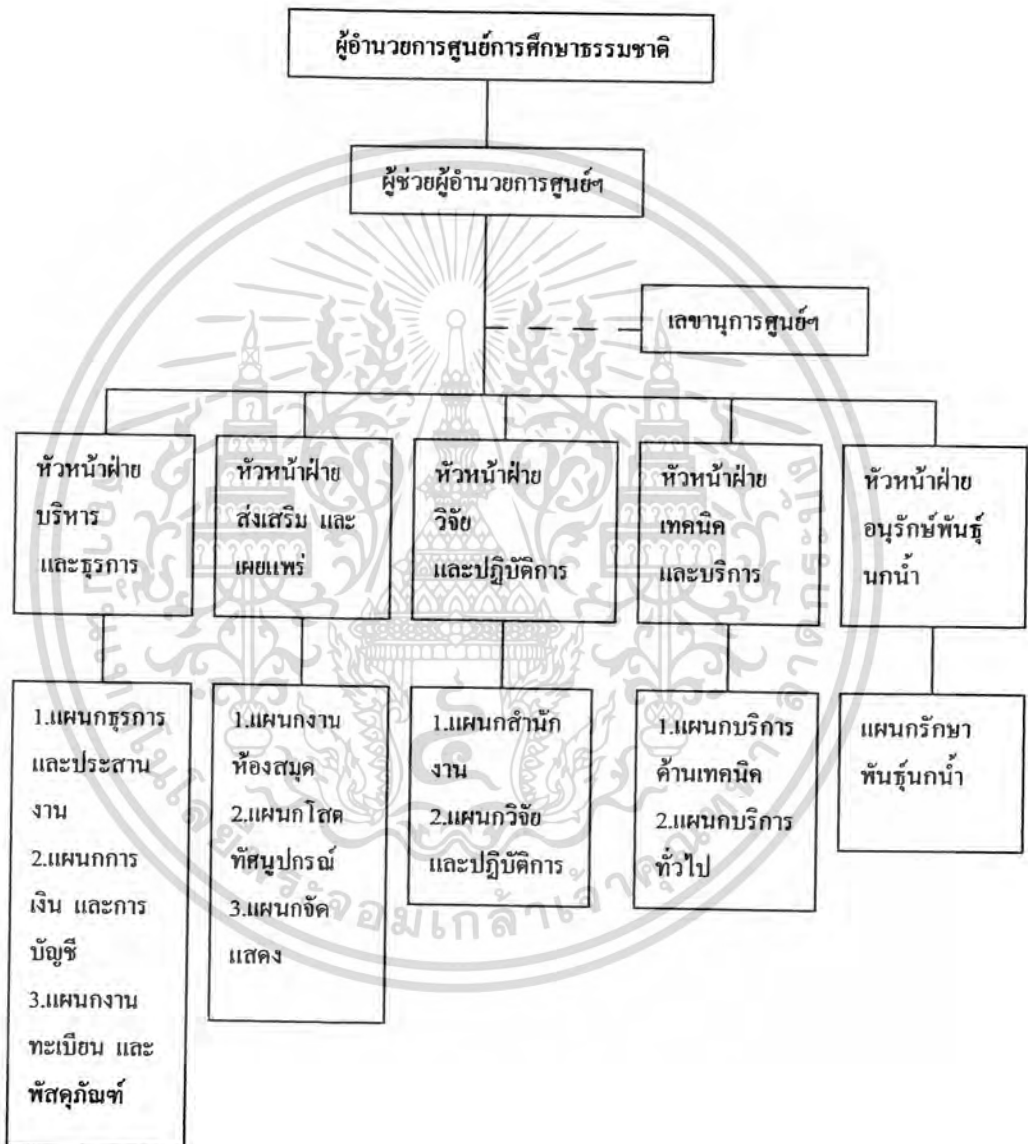 ผู้อำนวยการศูนย์การศึกษาธรรมชาติ
ผู้ช่วยผู้อำนวยการศูนย์ฯ
เลขานุการศูนย์ฯ
หัวหน้าฝ่าย
บริหาร
และธุรการ
หัวหน้าฝ่าย
ส่งเสริม และ
เผยแพร่
หัวหน้าฝ่าย
วิจัย
และปฏิบัติการ
หัวหน้าฝ่าย
เทคนิค
และบริการ
หัวหน้าฝ่าย
อนุรักษ์พันธุ์
นกน้ำ
1.แผนกธุรการ
และประสาน
งาน
2.แผนกการ
เงิน และการ
บัญชี
3.แผนกงาน
ทะเบียน และ
พัสดุภัณฑ์
1.แผนกงาน
ห้องสมุด
2.แผนกโสต
ทัศนูปกรณ์
3.แผนกจัด
แสดง
1.แผนกสำนัก
งาน
2.แผนกวิจัย
และปฏิบัติการ
1.แผนกบริการ
ด้านเทคนิค
2.แผนกบริการ
ทั่วไป
แผนกรักษา
พันธุ์นกน้ำ